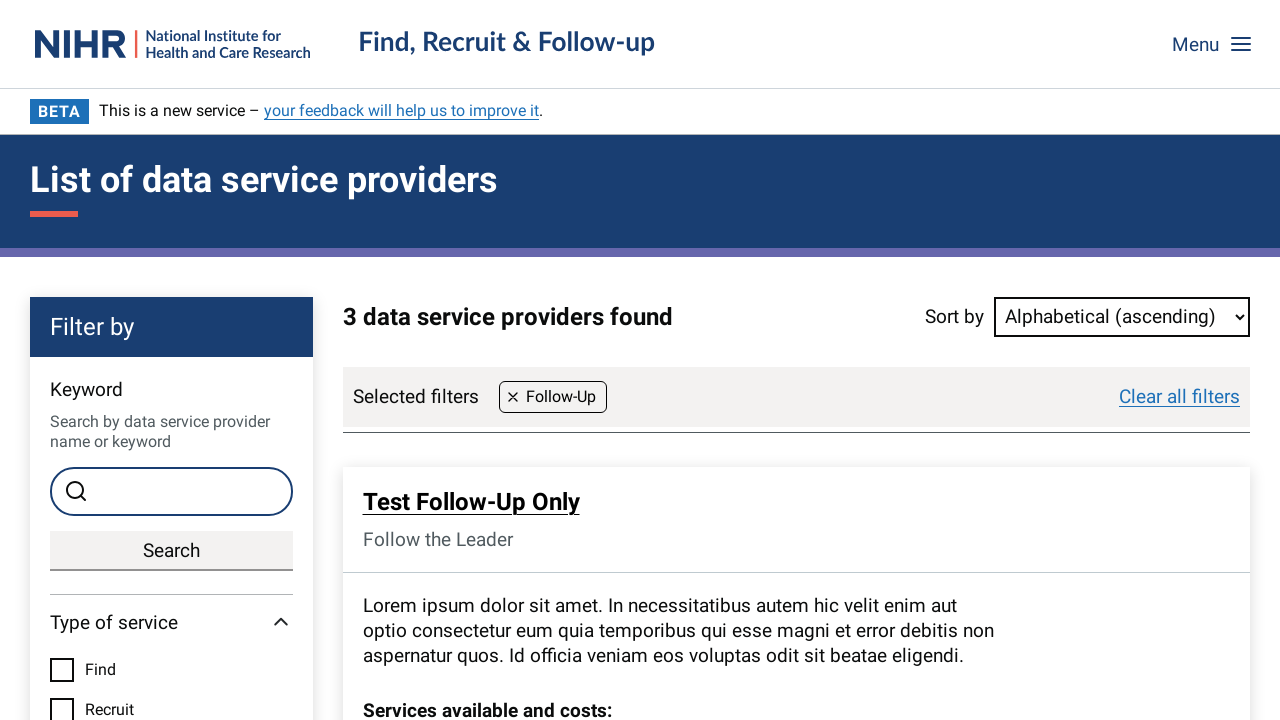 NIHR | National Institute for
Health and Care Research
Find, Recruit & Follow-up
Menu
BETA This is a new service – your feedback will help us to improve it.
List of data service providers
Filter by
Keyword
Search by data service provider
name or keyword
Search
Type of service
Find
Recruit
3 data service providers found
Sort by Alphabetical (ascending)
Selected filters Follow-Up Clear all filters
Test Follow-Up Only
Follow the Leader
Lorem ipsum dolor sit amet. In necessitatibus autem hic velit enim aut
optio consectetur eum quia temporibus qui esse magni et error debitis non
aspernatur quos. Id officia veniam eos voluptas odit sit beatae eligendi.
Services available and costs: